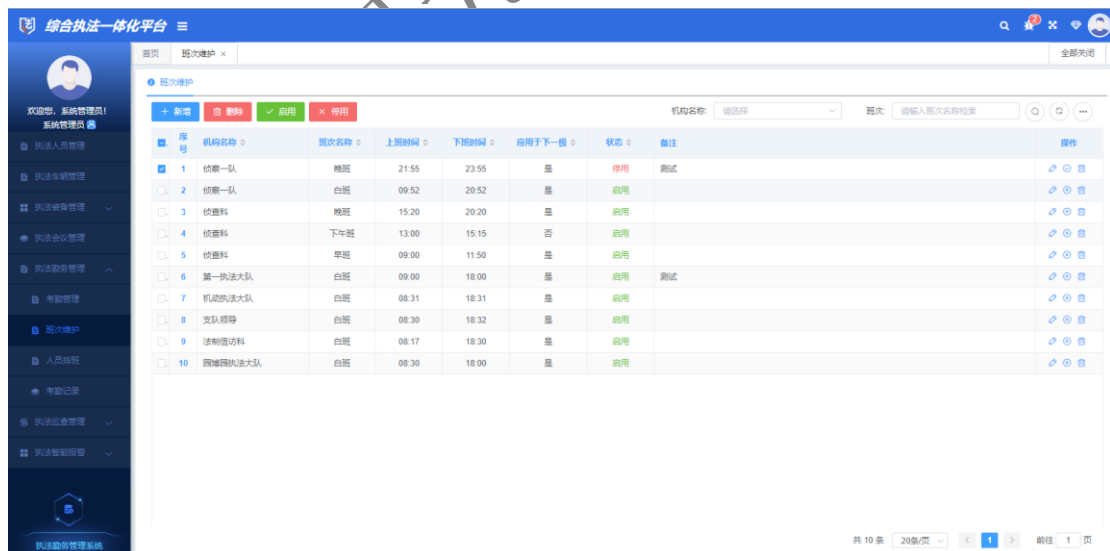 综合执法一体化平台
2
首页 班次维护 × 全部关闭
欢迎您，系统管理员！
系统管理员
执法人员管理
执法车辆管理
执法装备管理
执法会议管理
执法勤务管理
考勤管理
班次维护
人员排班
考勤记录
执法巡查管理
执法智能报警
执法勤务管理系统
班次维护
+ 新增 删除 ✓ 启用 × 停用 机构名称: 请选择 班次: 请输入班次名称检索
序号 机构名称 班次名称 上班时间 下班时间 应用于下一级 状态 备注 操作
1 侦察一队 晚班 21:55 23:55 是 停用 测试
2 侦察一队 白班 09:52 20:52 是 启用
3 侦查科 晚班 15:20 20:20 是 启用
4 侦查科 下午班 13:00 15:15 否 启用
5 侦查科 早班 09:00 11:50 是 启用
6 第一执法大队 白班 09:00 18:00 是 启用 测试
7 机动执法大队 白班 08:31 18:31 是 启用
8 支队领导 白班 08:30 18:32 是 启用
9 法制信访科 白班 08:17 18:30 是 启用
10 园博园执法大队 白班 08:30 18:00 是 启用
共 10 条 20条/页 < 1 > 前往 1 页